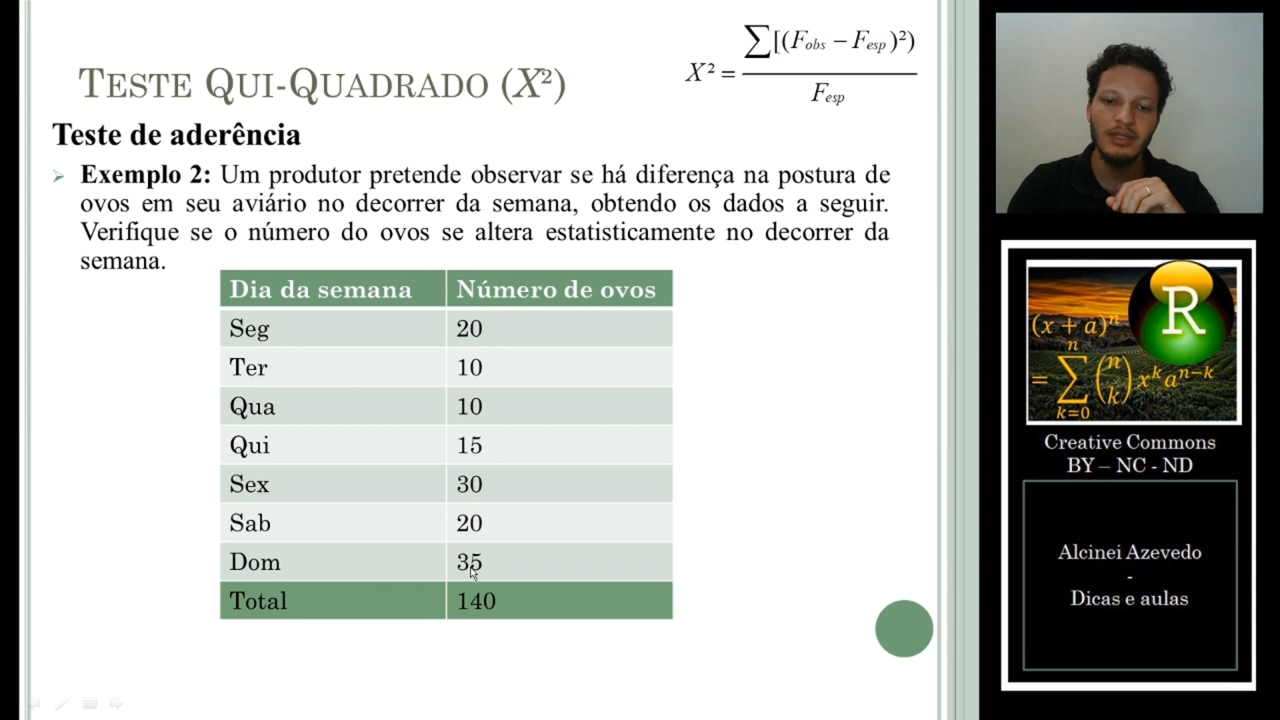 TESTE QUI-QUADRADO (X²)
X² = ∑[(Fobs − Fesp)²) / Fesp
Teste de aderência
Exemplo 2: Um produtor pretende observar se há diferença na postura de
ovos em seu aviário no decorrer da semana, obtendo os dados a seguir.
Verifique se o número do ovos se altera estatisticamente no decorrer da
semana.
Dia da semana Número de ovos
Seg 20
Ter 10
Qua 10
Qui 15
Sex 30
Sab 20
Dom 35
Total 140
R
(x + a)ⁿ
= ∑ₖ₌₀ⁿ (n k) xᵏ aⁿ⁻ᵏ
Creative Commons
BY – NC - ND
Alcinei Azevedo
-
Dicas e aulas